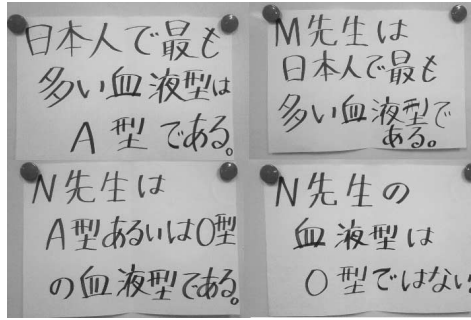 日本人で最も
多い血液型は
A型である。
M先生は
日本人で最も
多い血液型で
ある。
N先生は
A型あるいはO型
の血液型である。
N先生の
血液型は
O型ではない